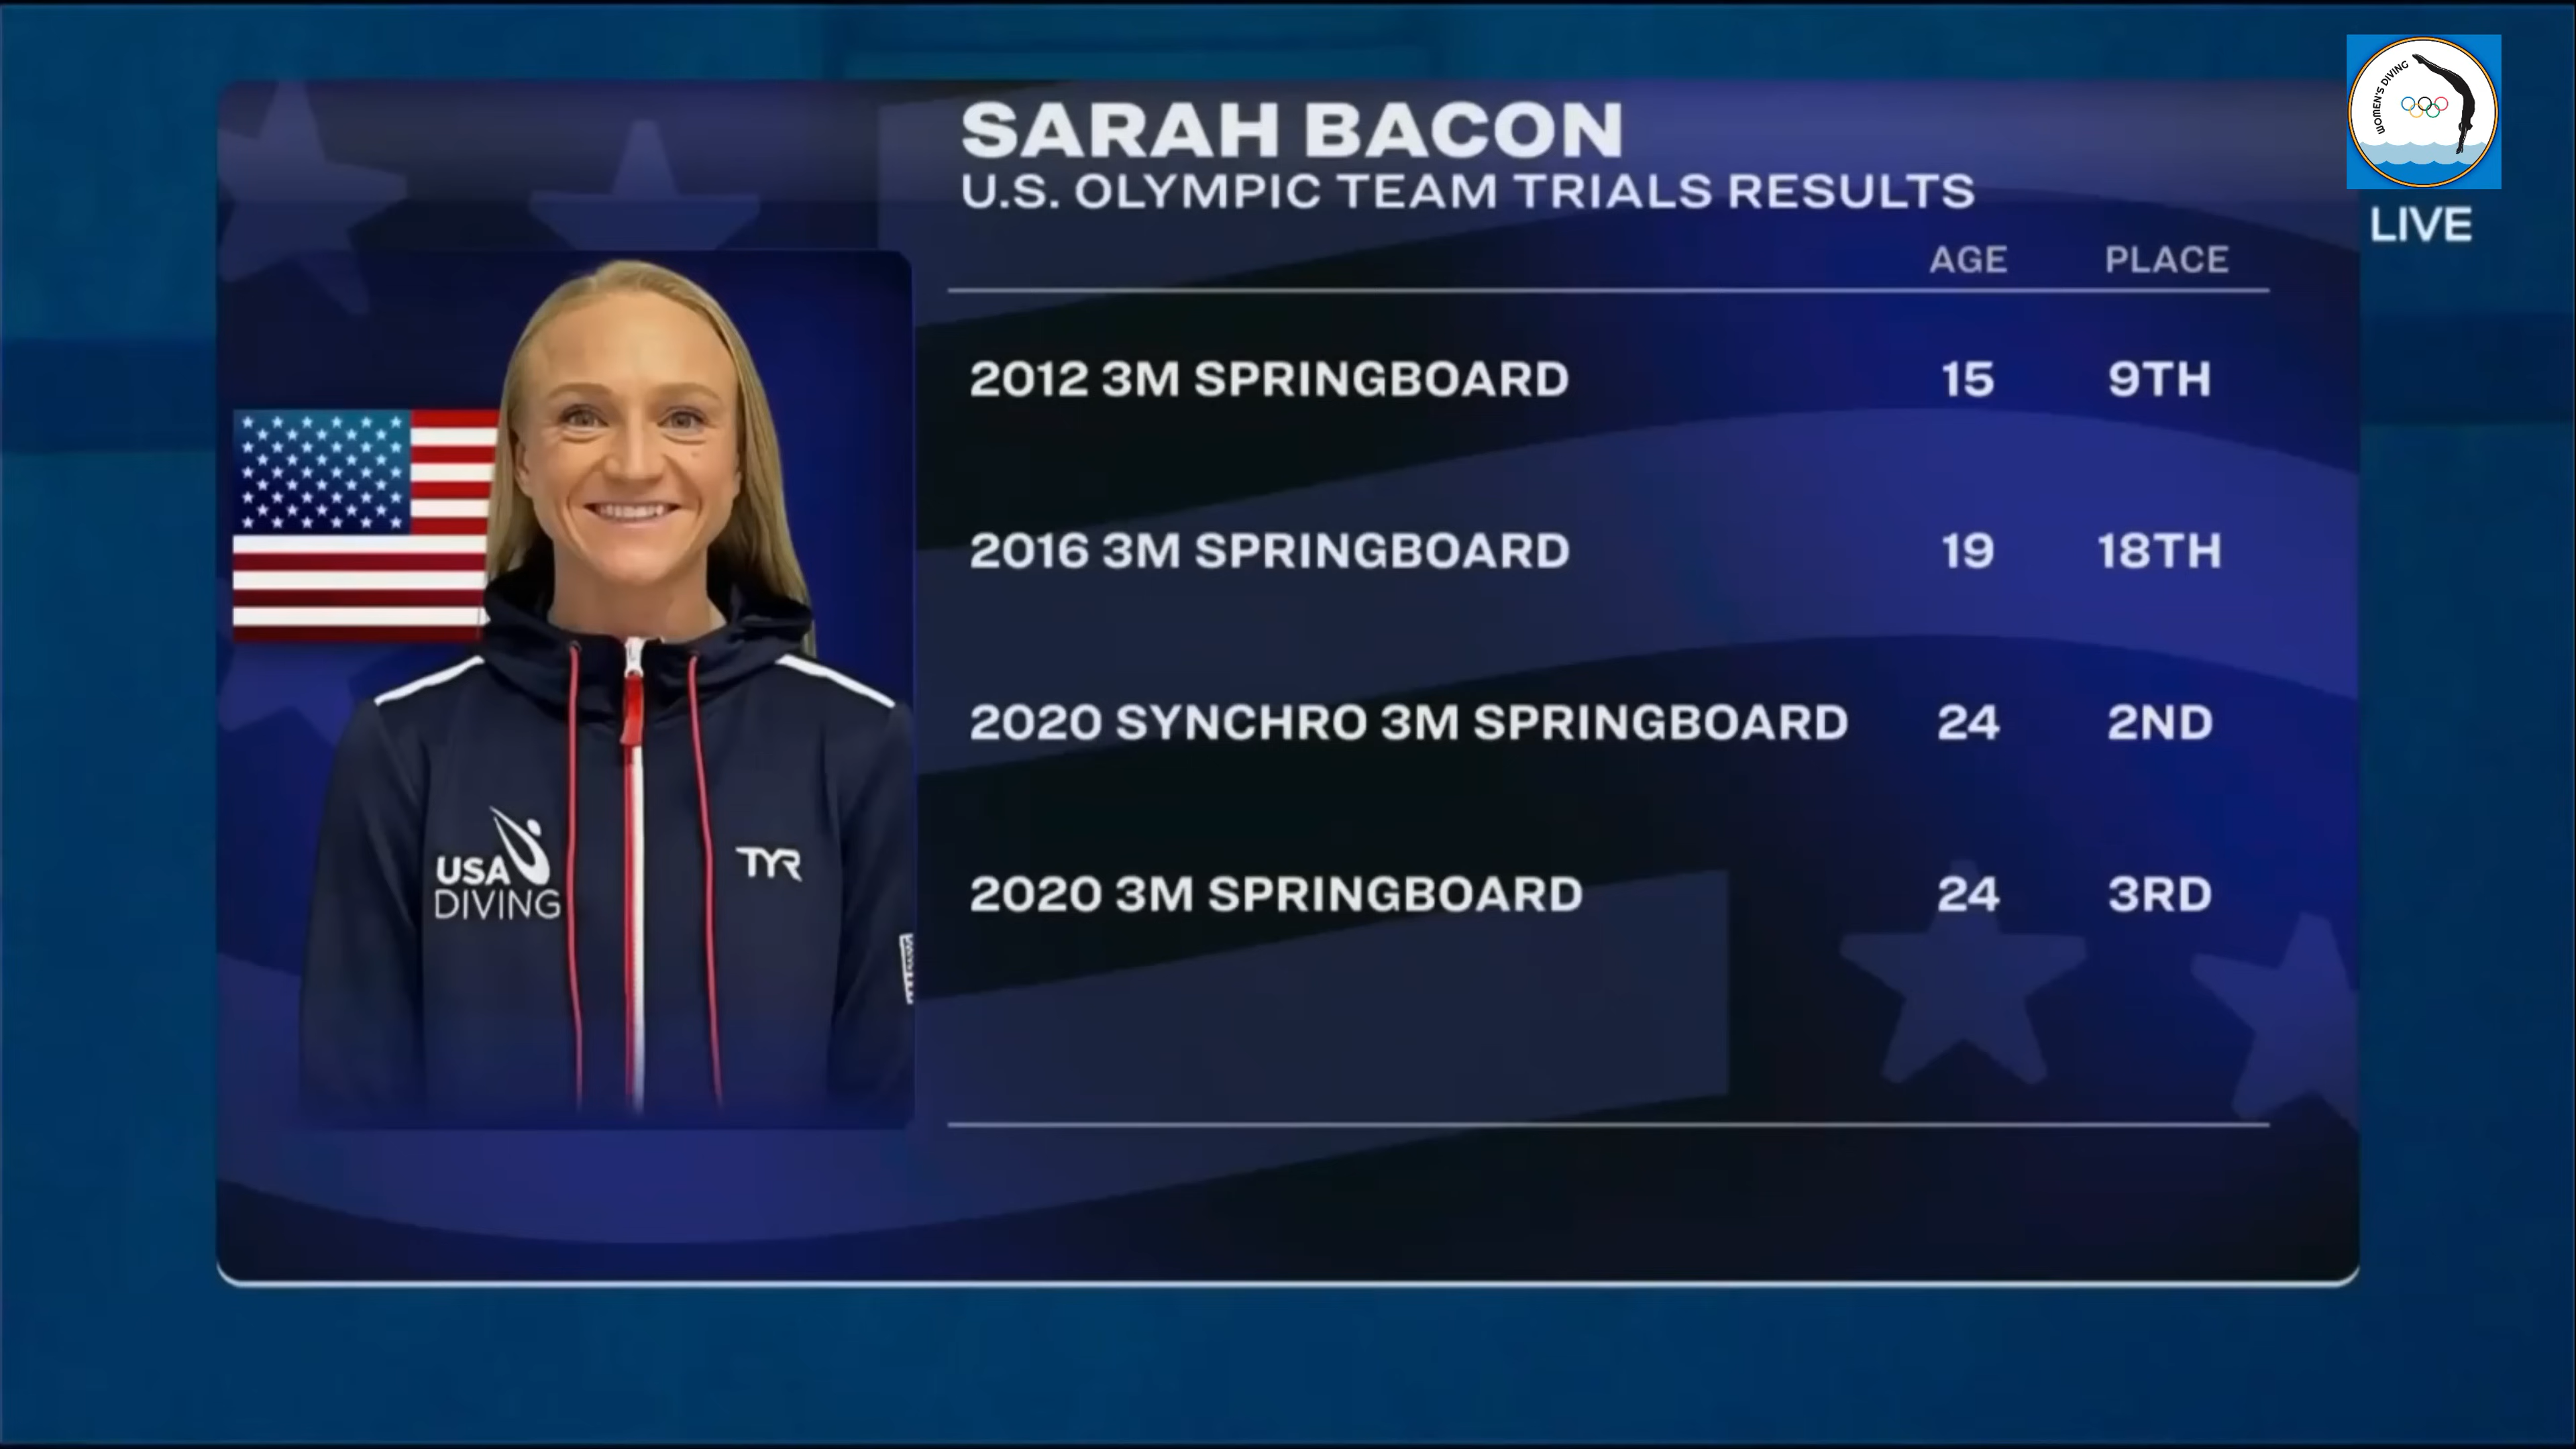 SARAH BACON
U.S. OLYMPIC TEAM TRIALS RESULTS
AGE PLACE
2012 3M SPRINGBOARD 15 9TH
2016 3M SPRINGBOARD 19 18TH
2020 SYNCHRO 3M SPRINGBOARD 24 2ND
2020 3M SPRINGBOARD 24 3RD
USA
DIVING
TYR
WOMEN'S DIVING
LIVE